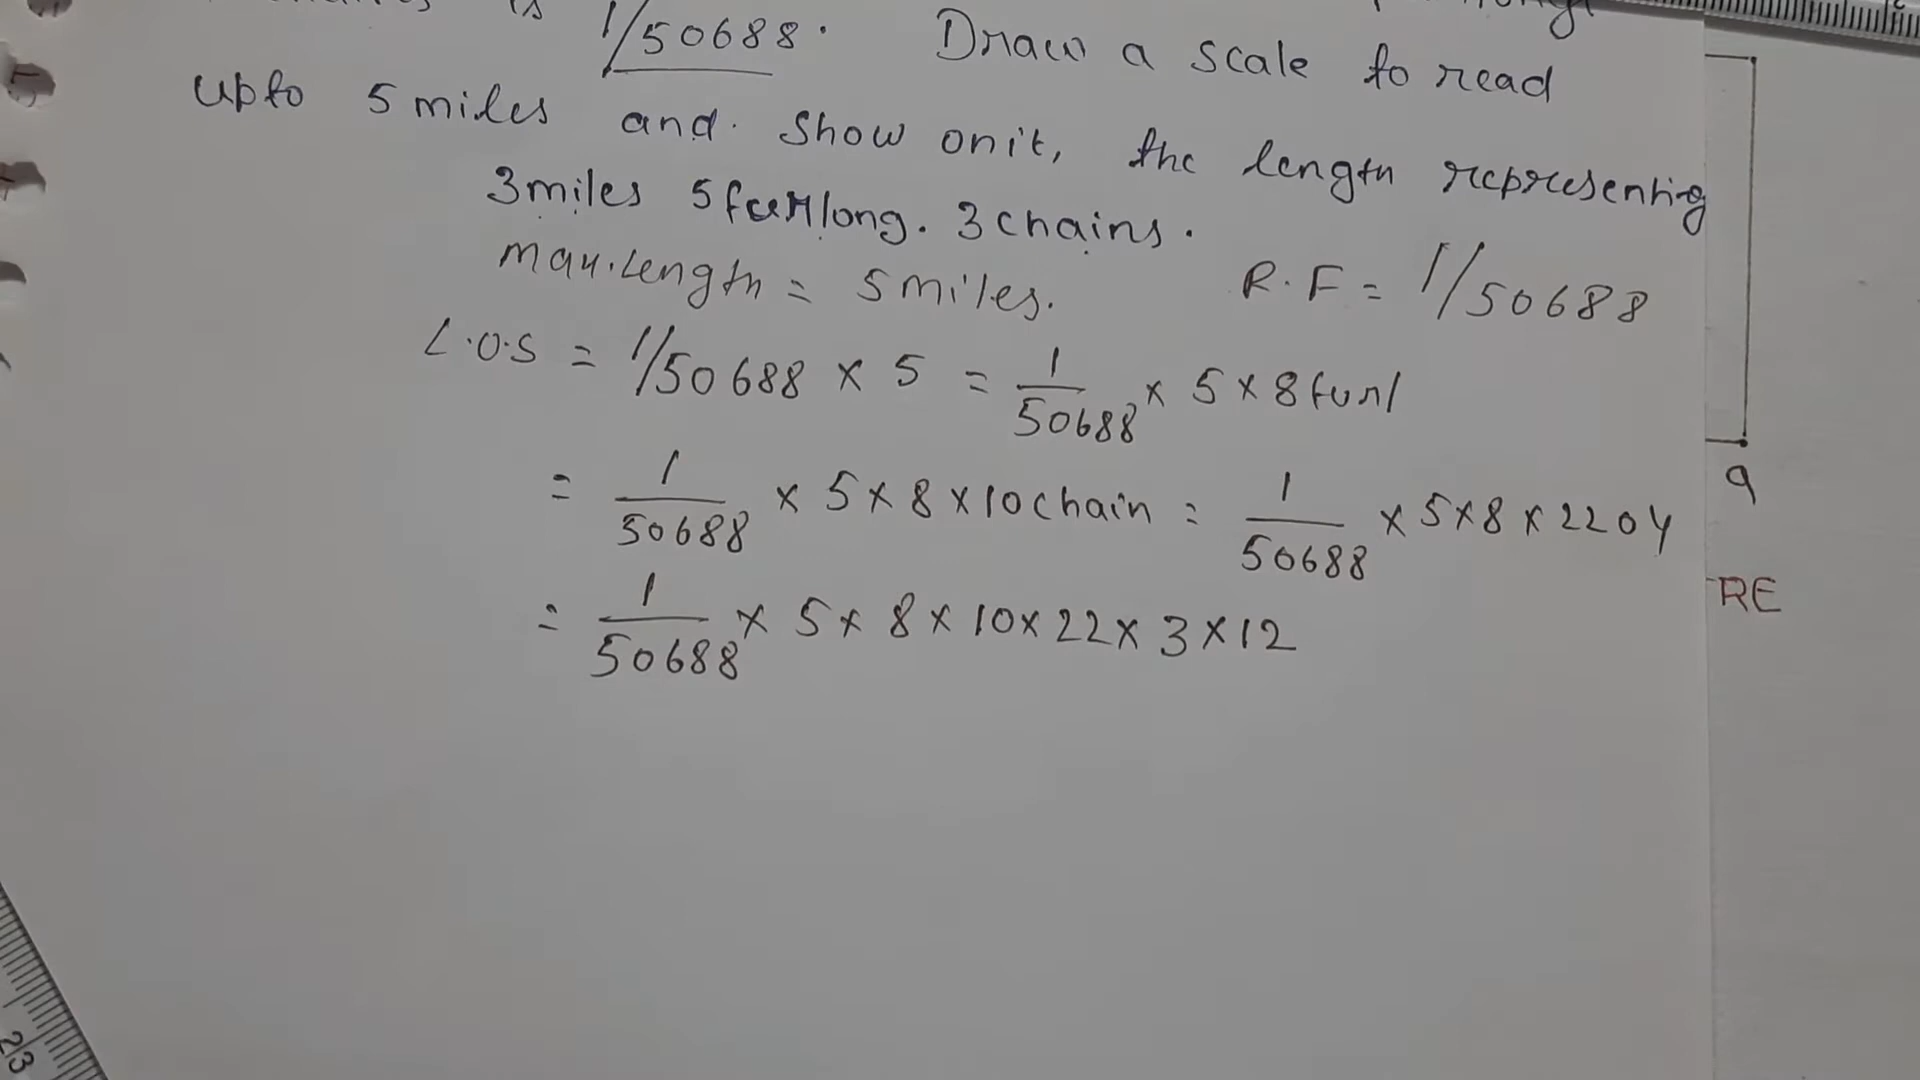 is 1/50688. Draw a scale to read
upto 5 miles and show on it, the length representing
3 miles 5 furlong. 3 chains.
max. Length = 5 miles. R.F = 1/50688
L.O.S = 1/50688 × 5 = 1/50688 × 5 × 8 furl
= 1/50688 × 5 × 8 × 10 chain = 1/50688 × 5 × 8 × 220 Y
= 1/50688 × 5 × 8 × 10 × 22 × 3 × 12
9
RE
23